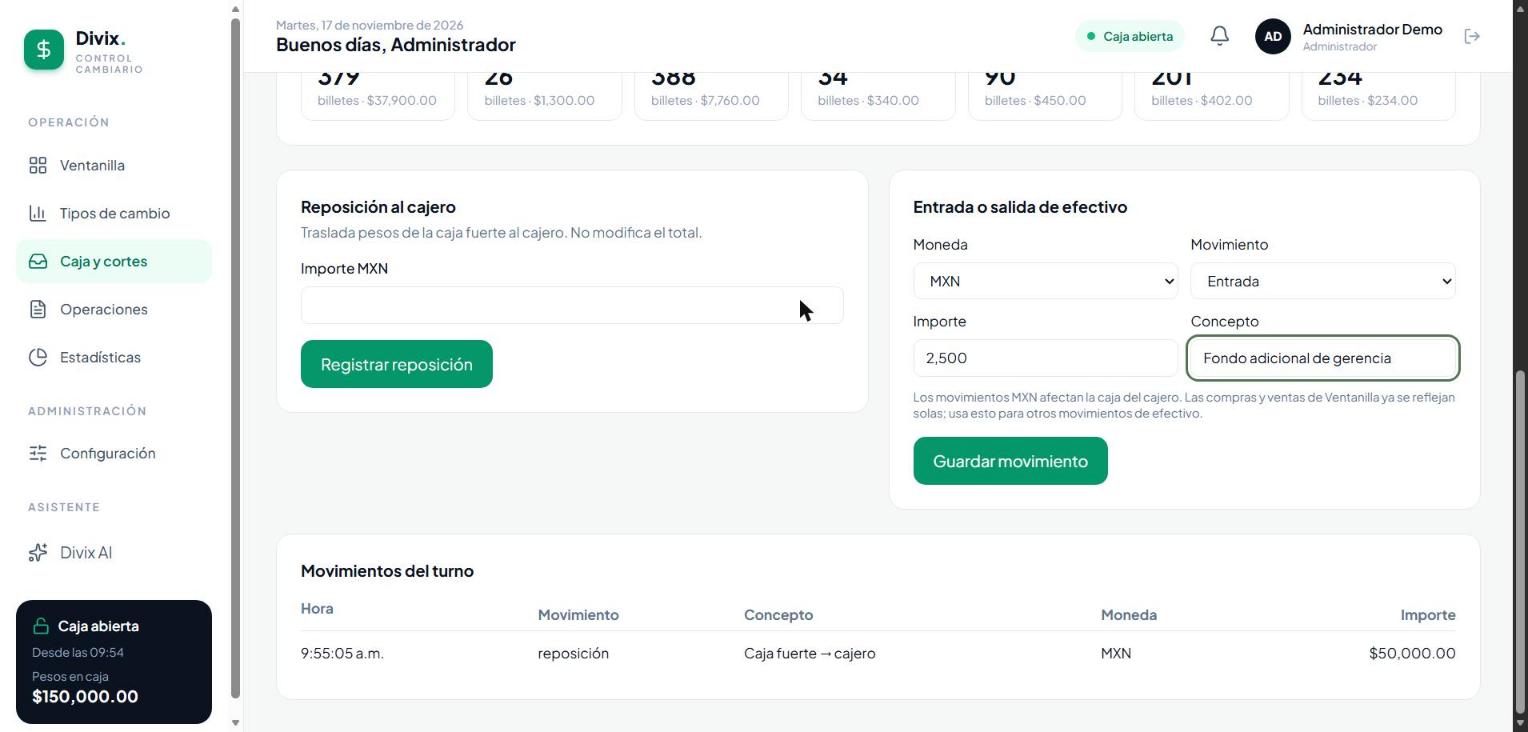 Divix.
CONTROL
CAMBIARIO
OPERACIÓN
Ventanilla
Tipos de cambio
Caja y cortes
Operaciones
Estadísticas
ADMINISTRACIÓN
Configuración
ASISTENTE
Divix AI
Caja abierta
Desde las 09:54
Pesos en caja
$150,000.00
Martes, 17 de noviembre de 2026
Buenos días, Administrador
Caja abierta
AD
Administrador Demo
Administrador
379 26 388 34 90 201 234
billetes · $37,900.00 billetes · $1,300.00 billetes · $7,760.00 billetes · $340.00 billetes · $450.00 billetes · $402.00 billetes · $234.00
Reposición al cajero
Traslada pesos de la caja fuerte al cajero. No modifica el total.
Importe MXN
Registrar reposición
Entrada o salida de efectivo
Moneda Movimiento
MXN Entrada
Importe Concepto
2,500 Fondo adicional de gerencia
Los movimientos MXN afectan la caja del cajero. Las compras y ventas de Ventanilla ya se reflejan
solas; usa esto para otros movimientos de efectivo.
Guardar movimiento
Movimientos del turno
Hora Movimiento Concepto Moneda Importe
9:55:05 a.m. reposición Caja fuerte → cajero MXN $50,000.00